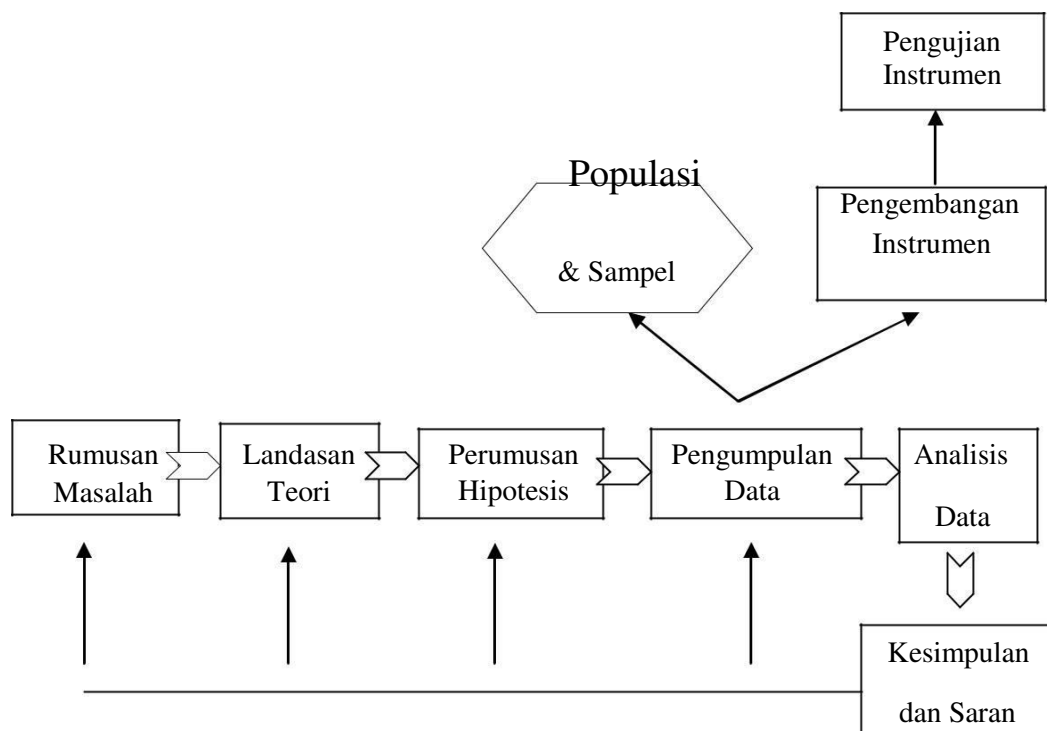 Pengujian
Instrumen
Populasi
& Sampel
Pengembangan
Instrumen
Rumusan
Masalah
Landasan
Teori
Perumusan
Hipotesis
Pengumpulan
Data
Analisis
Data
Kesimpulan
dan Saran